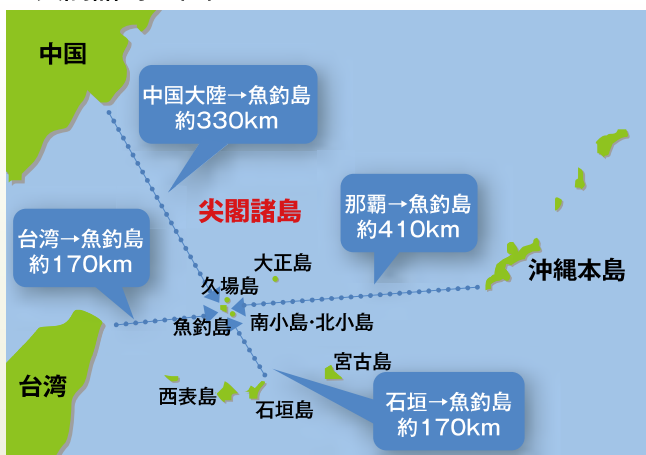 中国
中国大陸→魚釣島
約330km
尖閣諸島
那覇→魚釣島
約410km
台湾→魚釣島
約170km
大正島
久場島
沖縄本島
魚釣島
南小島・北小島
宮古島
台湾
西表島
石垣島
石垣→魚釣島
約170km